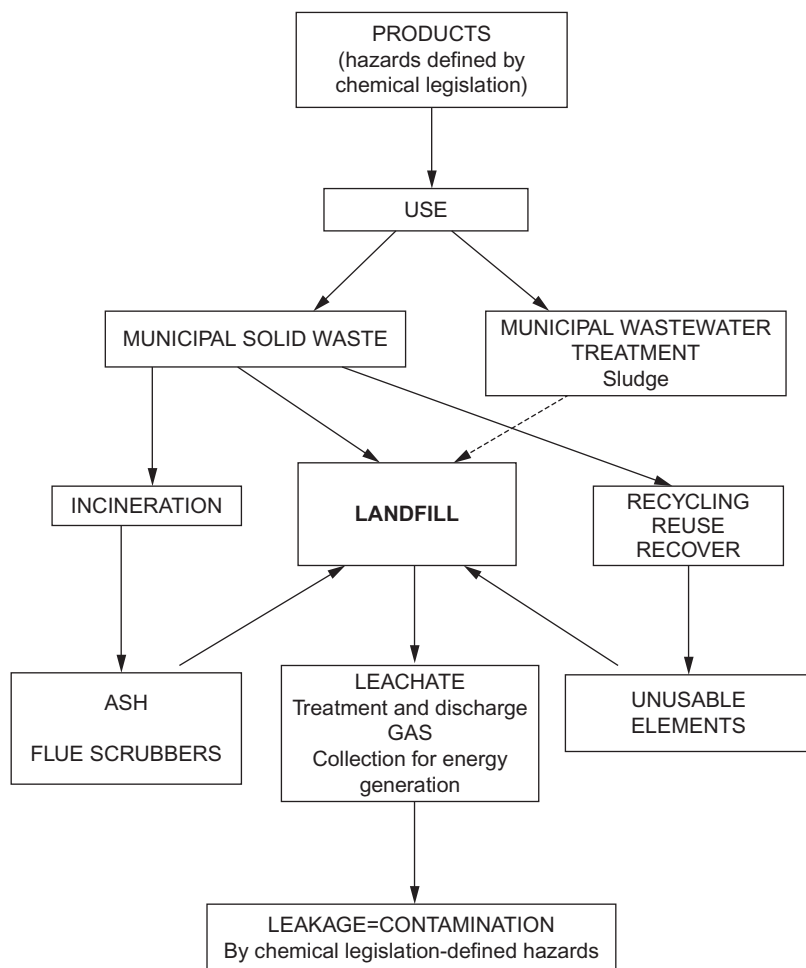 PRODUCTS
(hazards defined by
chemical legislation)
USE
MUNICIPAL SOLID WASTE
MUNICIPAL WASTEWATER
TREATMENT
Sludge
INCINERATION
LANDFILL
RECYCLING
REUSE
RECOVER
ASH
FLUE SCRUBBERS
LEACHATE
Treatment and discharge
GAS
Collection for energy
generation
UNUSABLE
ELEMENTS
LEAKAGE=CONTAMINATION
By chemical legislation-defined hazards